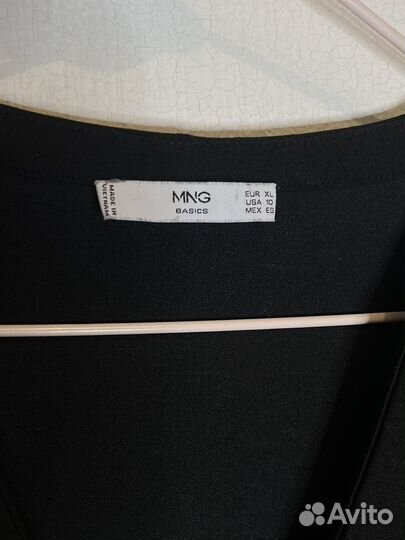 MADE IN
VIETNAM
MNG
BASICS
EUR XL
USA 10
MEX EG
Avito